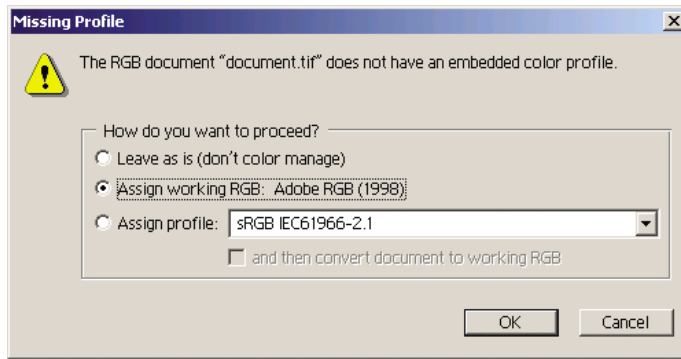 Missing Profile
The RGB document “document.tif” does not have an embedded color profile.
How do you want to proceed?
Leave as is (don't color manage)
Assign working RGB:  Adobe RGB (1998)
Assign profile: sRGB IEC61966-2.1
and then convert document to working RGB
OK Cancel